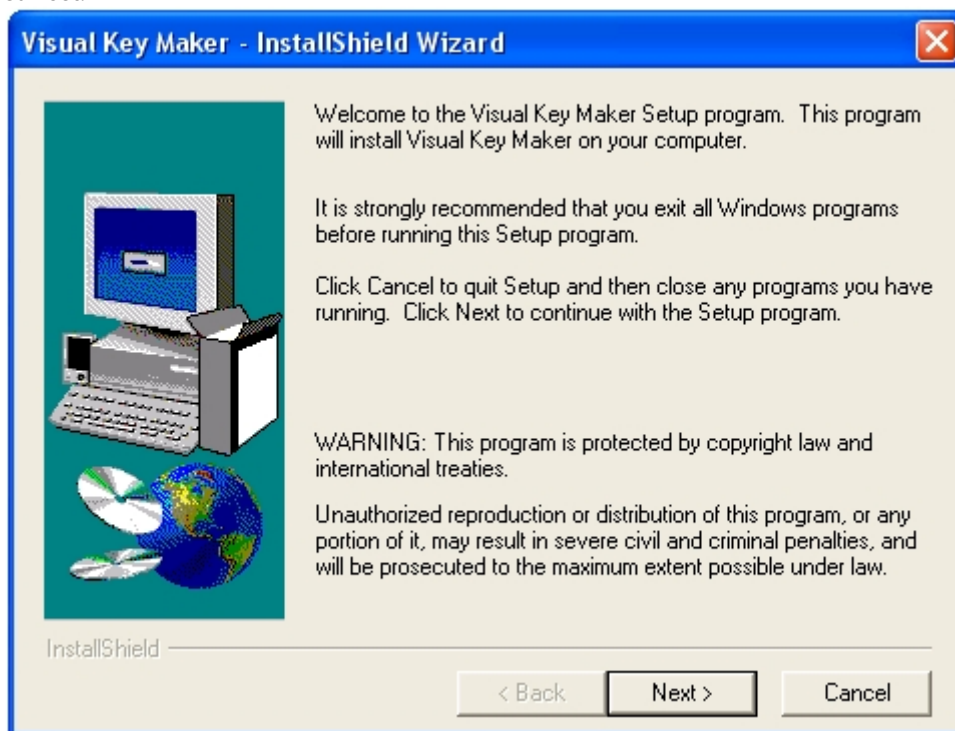 Visual Key Maker - InstallShield Wizard
Welcome to the Visual Key Maker Setup program.  This program
will install Visual Key Maker on your computer.
It is strongly recommended that you exit all Windows programs
before running this Setup program.
Click Cancel to quit Setup and then close any programs you have
running.  Click Next to continue with the Setup program.
WARNING: This program is protected by copyright law and
international treaties.
Unauthorized reproduction or distribution of this program, or any
portion of it, may result in severe civil and criminal penalties, and
will be prosecuted to the maximum extent possible under law.
InstallShield
< Back
Next >
Cancel